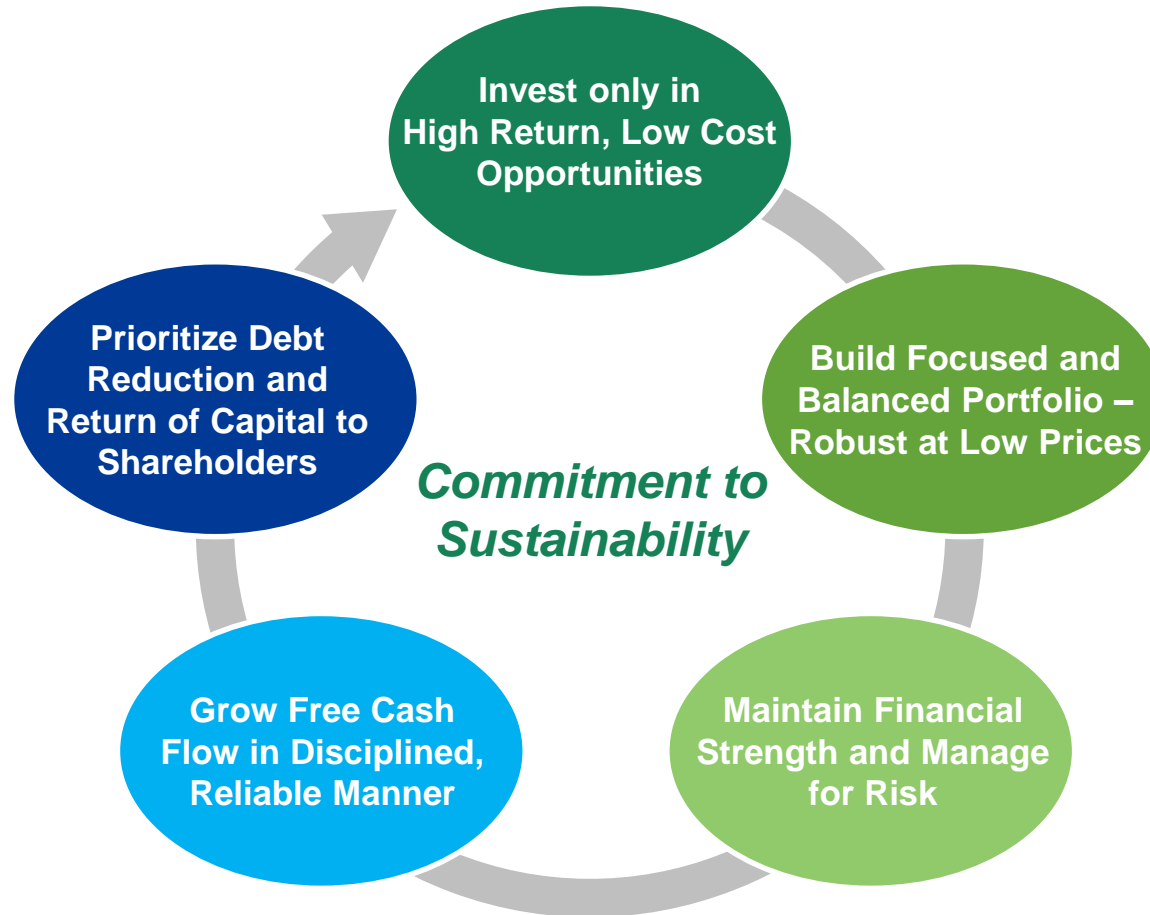 Invest only in
High Return, Low Cost
Opportunities
Build Focused and
Balanced Portfolio –
Robust at Low Prices
Maintain Financial
Strength and Manage
for Risk
Grow Free Cash
Flow in Disciplined,
Reliable Manner
Prioritize Debt
Reduction and
Return of Capital to
Shareholders
Commitment to
Sustainability